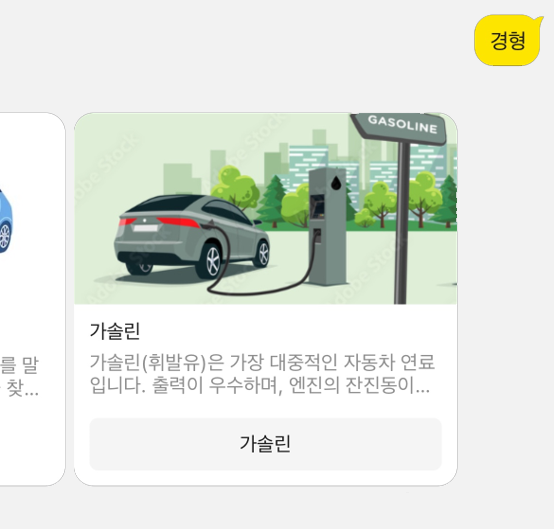 경형
GASOLINE
가솔린
가솔린(휘발유)은 가장 대중적인 자동차 연료
입니다. 출력이 우수하며, 엔진의 잔진동이...
를 말
찾...
가솔린